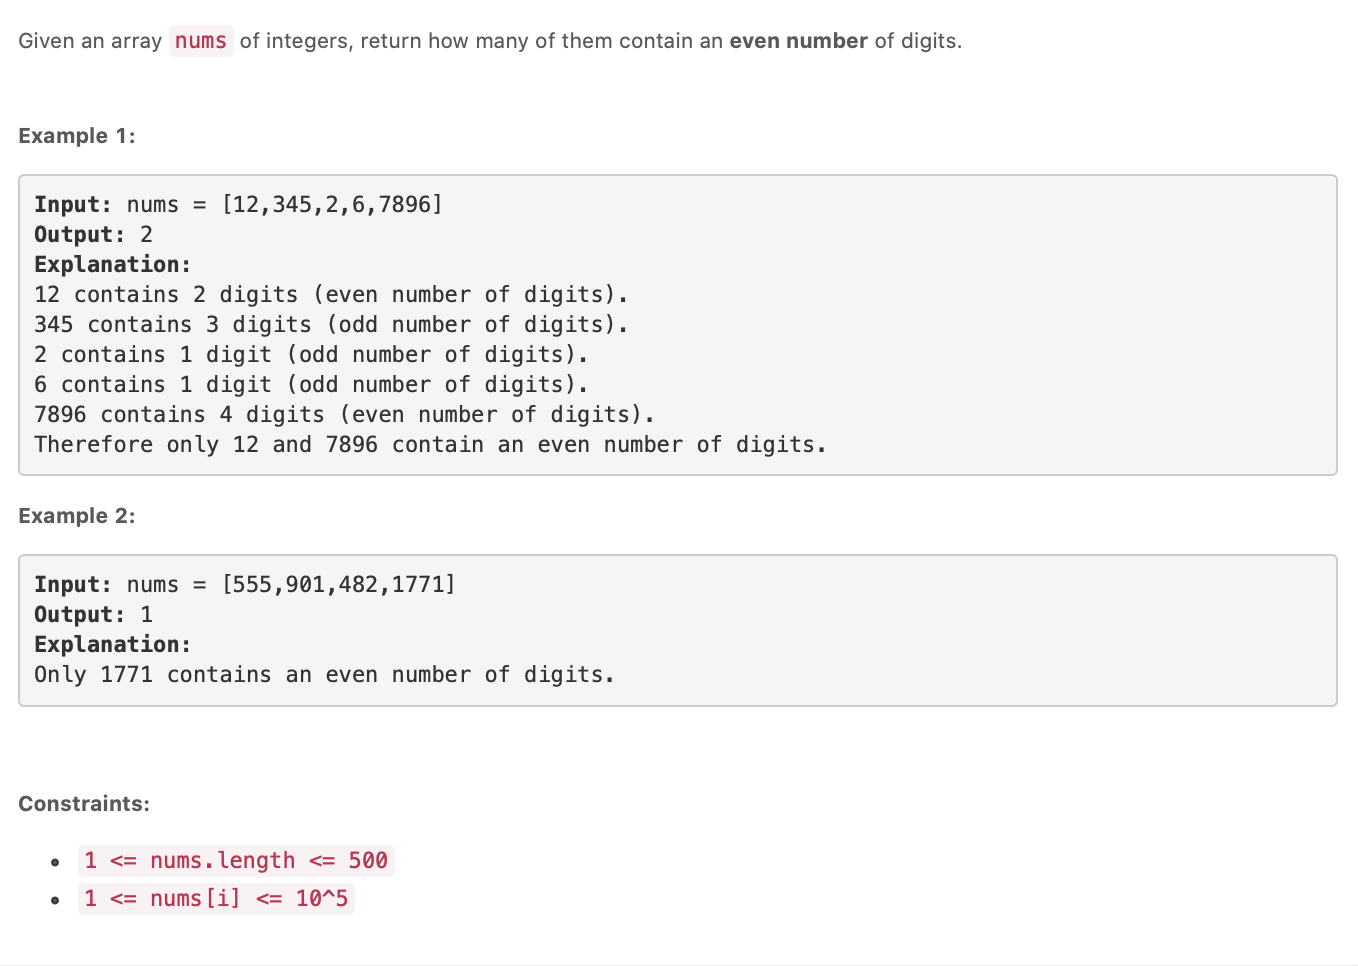 Given an array nums of integers, return how many of them contain an even number of digits.
Example 1:
Input: nums = [12,345,2,6,7896]
Output: 2
Explanation:
12 contains 2 digits (even number of digits).
345 contains 3 digits (odd number of digits).
2 contains 1 digit (odd number of digits).
6 contains 1 digit (odd number of digits).
7896 contains 4 digits (even number of digits).
Therefore only 12 and 7896 contain an even number of digits.
Example 2:
Input: nums = [555,901,482,1771]
Output: 1
Explanation:
Only 1771 contains an even number of digits.
Constraints:
• 1 <= nums.length <= 500
• 1 <= nums[i] <= 10^5